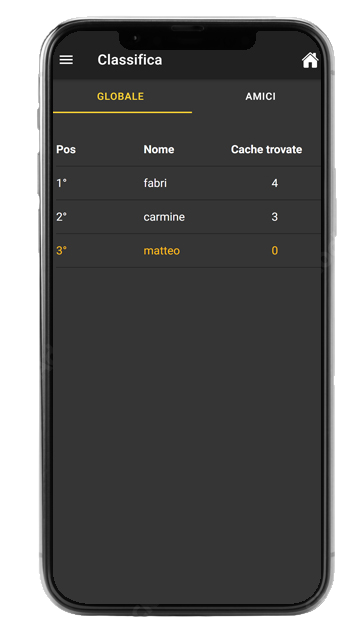 Classifica
GLOBALE AMICI
Pos Nome Cache trovate
1° fabri 4
2° carmine 3
3° matteo 0